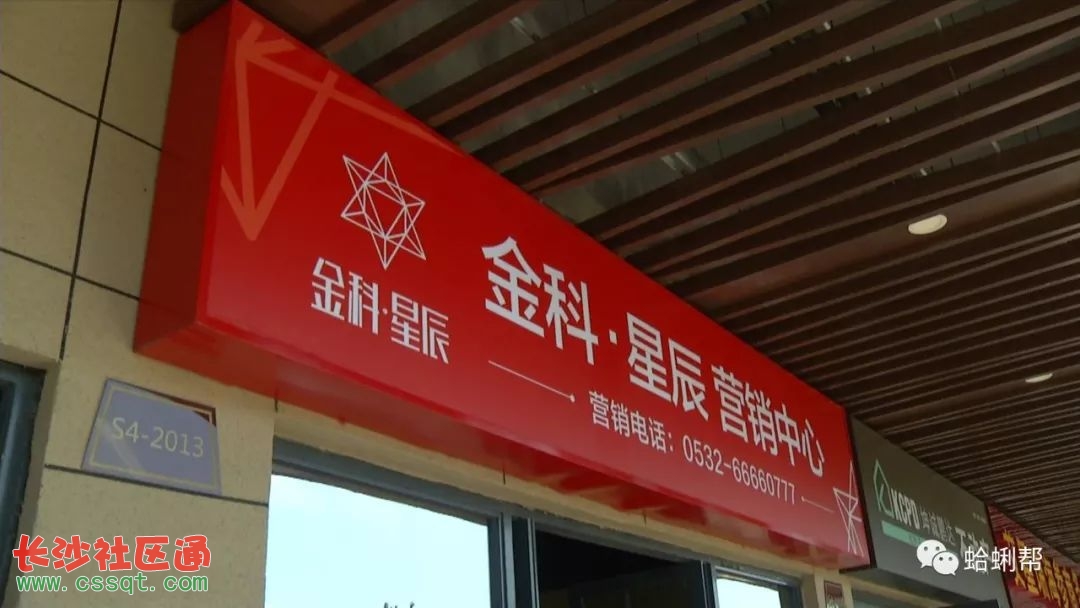 金科·星辰
金科·星辰 营销中心
营销电话：0532-66660777
S4-2013
KCPD
长沙社区通
www.cssqt.com
蛤蜊帮